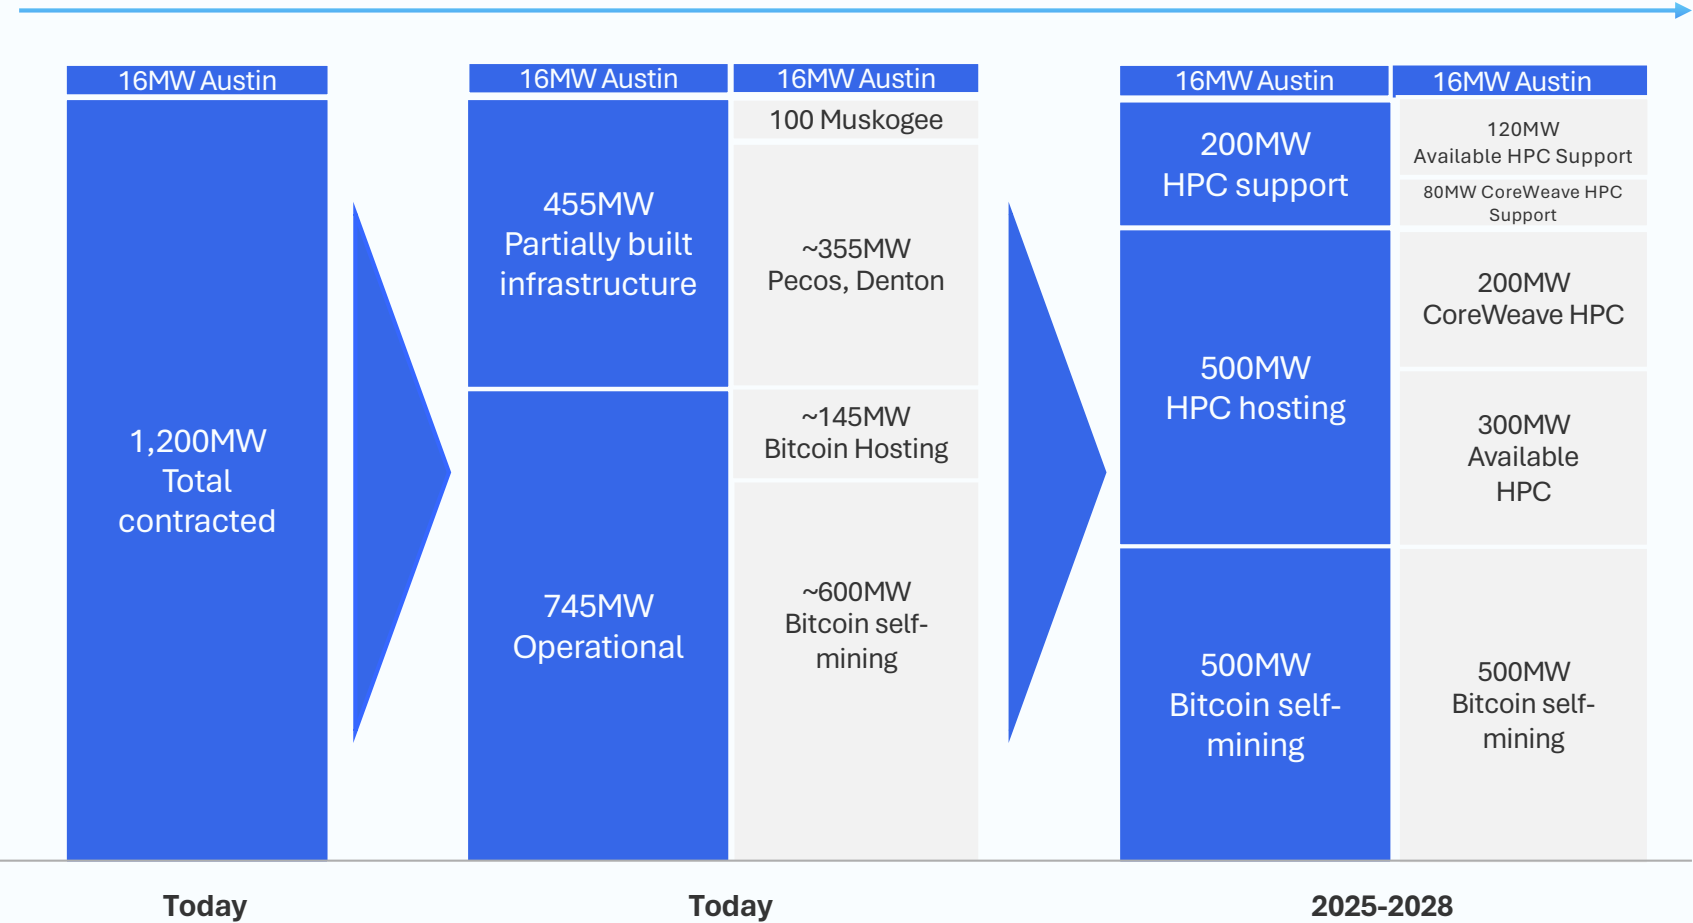 16MW Austin
1,200MW
Total
contracted
16MW Austin
455MW
Partially built
infrastructure
745MW
Operational
16MW Austin
100 Muskogee
~355MW
Pecos, Denton
~145MW
Bitcoin Hosting
~600MW
Bitcoin self-
mining
16MW Austin
200MW
HPC support
500MW
HPC hosting
500MW
Bitcoin self-
mining
16MW Austin
120MW
Available HPC Support
80MW CoreWeave HPC
Support
200MW
CoreWeave HPC
300MW
Available
HPC
500MW
Bitcoin self-
mining
Today
Today
2025-2028